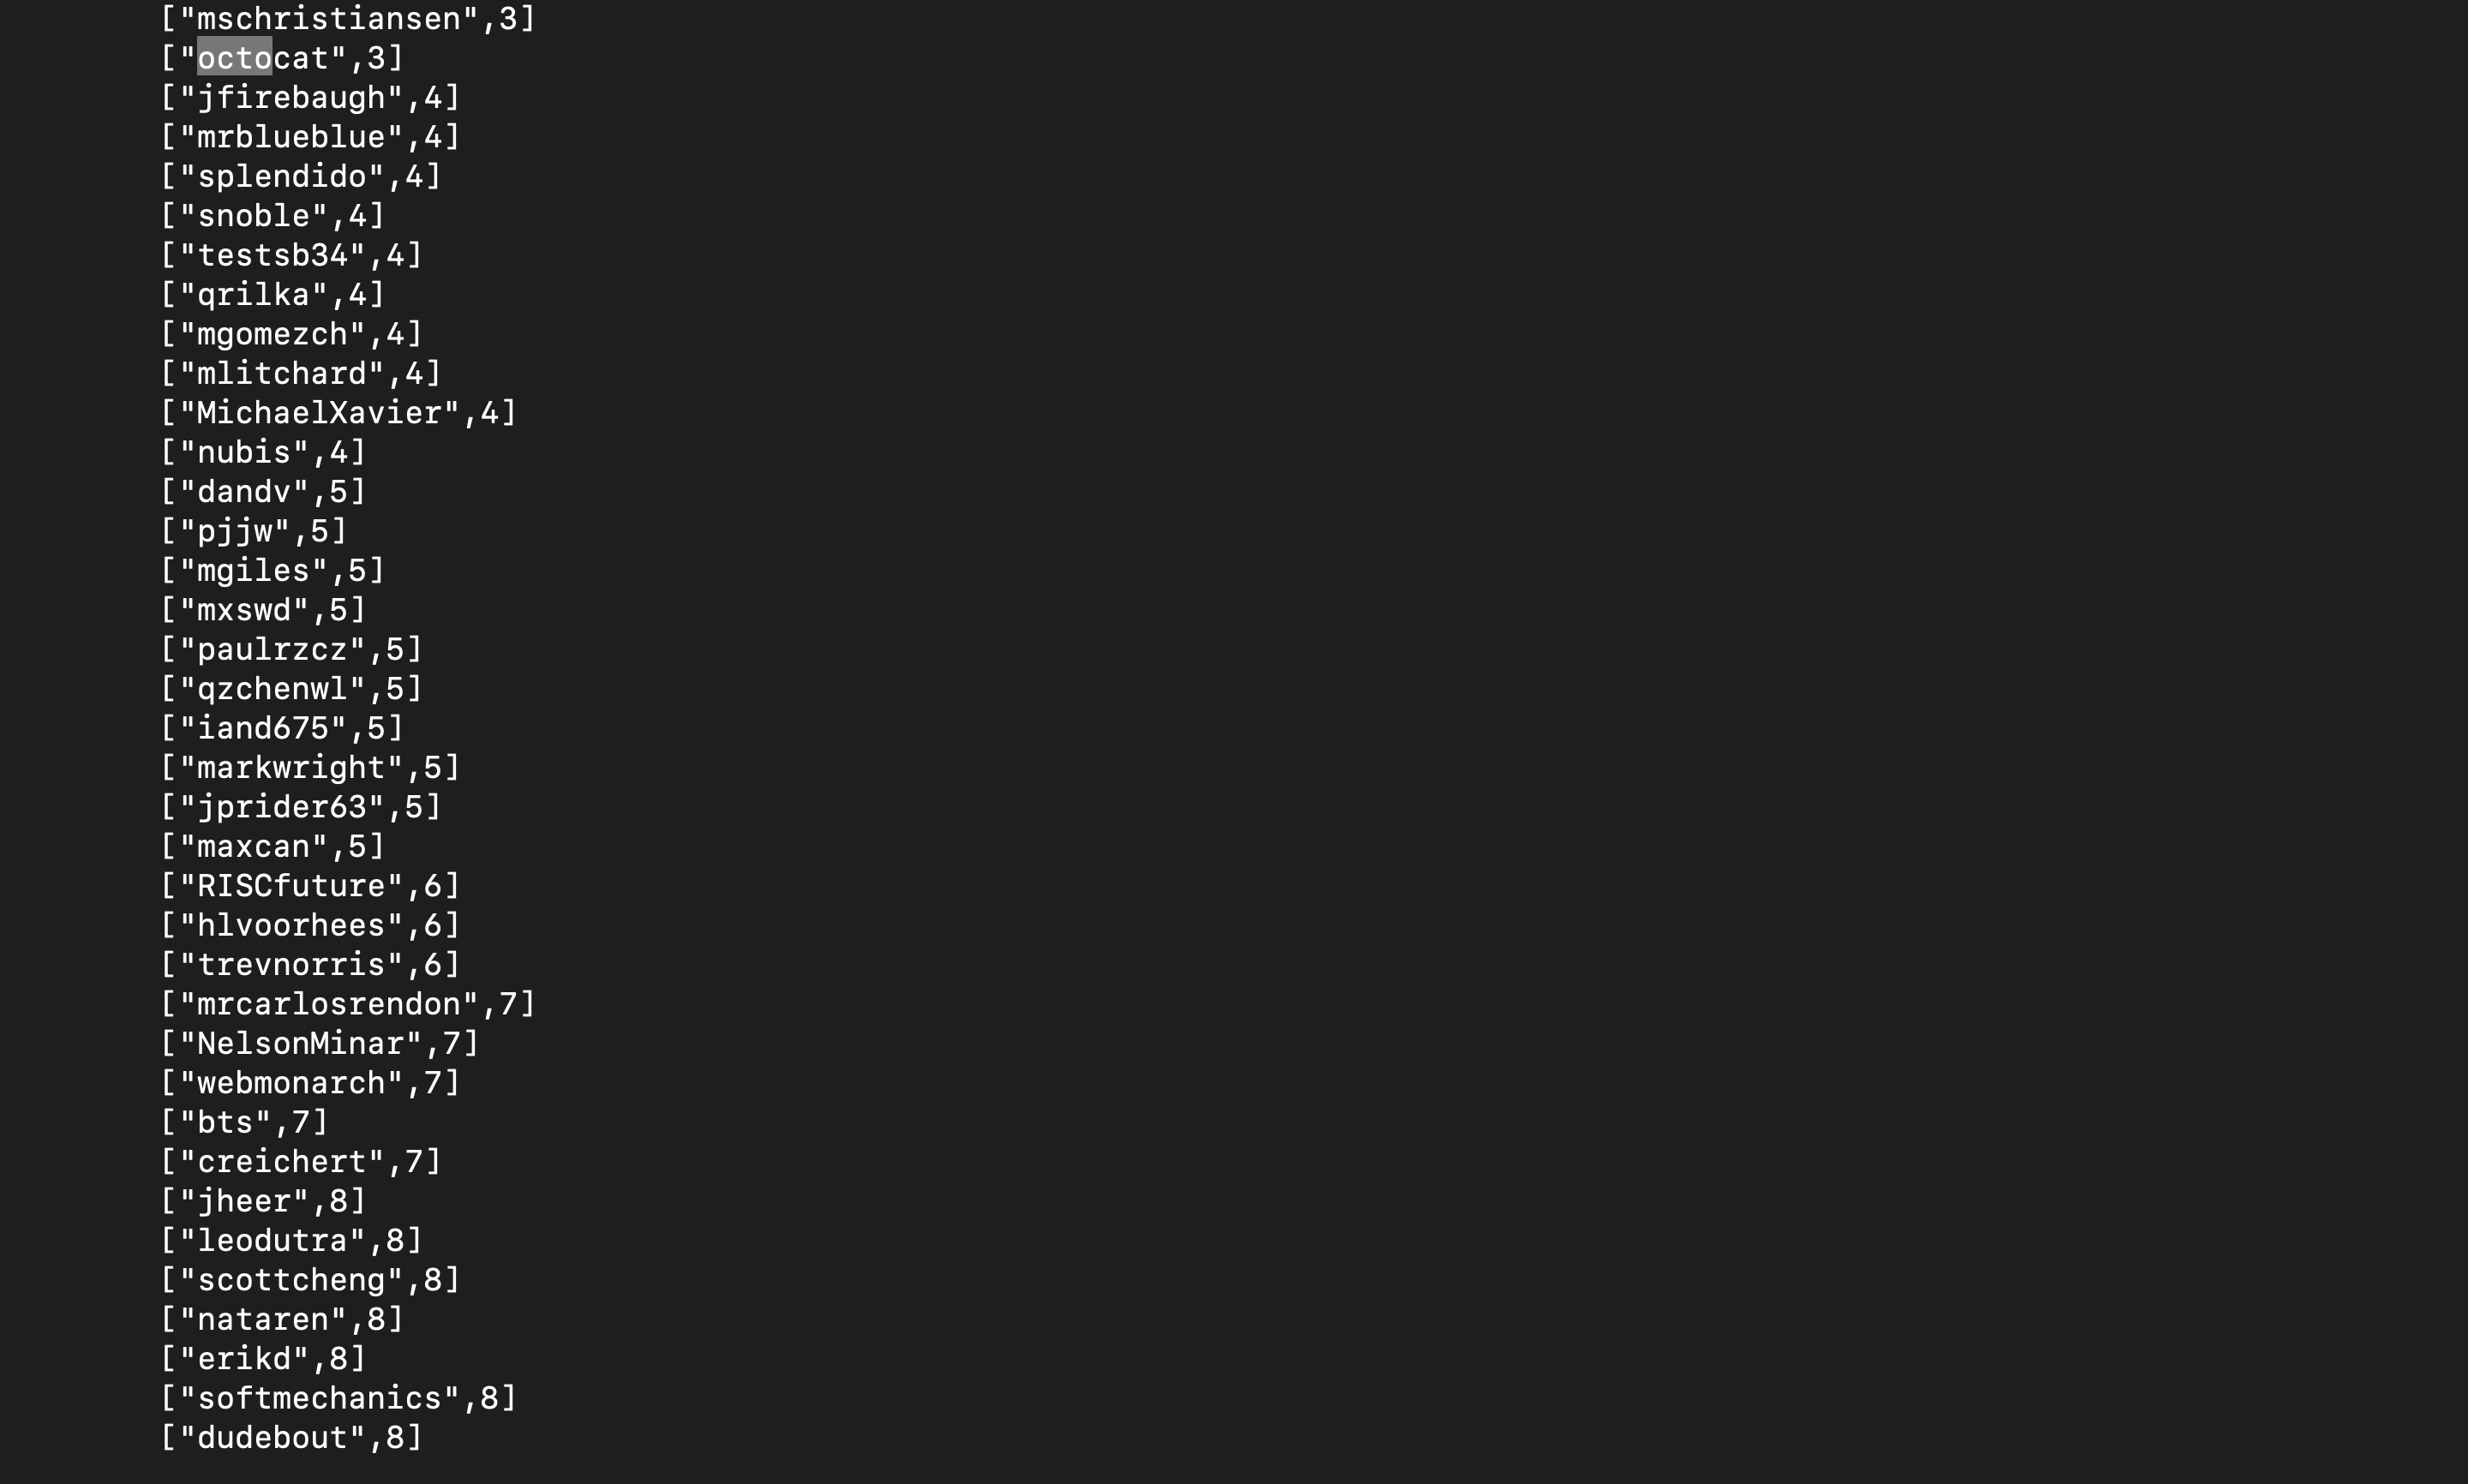 ["mschristiansen",3]
["octocat",3]
["jfirebaugh",4]
["mrblueblue",4]
["splendido",4]
["snoble",4]
["testsb34",4]
["qrilka",4]
["mgomezch",4]
["mlitchard",4]
["MichaelXavier",4]
["nubis",4]
["dandv",5]
["pjjw",5]
["mgiles",5]
["mxswd",5]
["paulrzcz",5]
["qzchenwl",5]
["iand675",5]
["markwright",5]
["jprider63",5]
["maxcan",5]
["RISCfuture",6]
["hlvoorhees",6]
["trevnorris",6]
["mrcarlosrendon",7]
["NelsonMinar",7]
["webmonarch",7]
["bts",7]
["creichert",7]
["jheer",8]
["leodutra",8]
["scottcheng",8]
["nataren",8]
["erikd",8]
["softmechanics",8]
["dudebout",8]